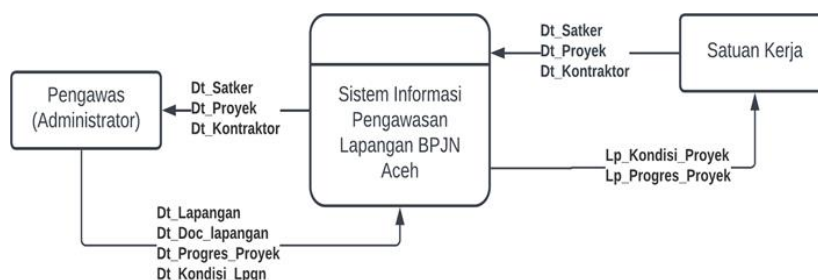 Pengawas
(Administrator)
Dt_Satker
Dt_Proyek
Dt_Kontraktor
Sistem Informasi
Pengawasan
Lapangan BPJN
Aceh
Dt_Satker
Dt_Proyek
Dt_Kontraktor
Satuan Kerja
Lp_Kondisi_Proyek
Lp_Progres_Proyek
Dt_Lapangan
Dt_Doc_lapangan
Dt_Progres_Proyek
Dt_Kondisi_Lpgn